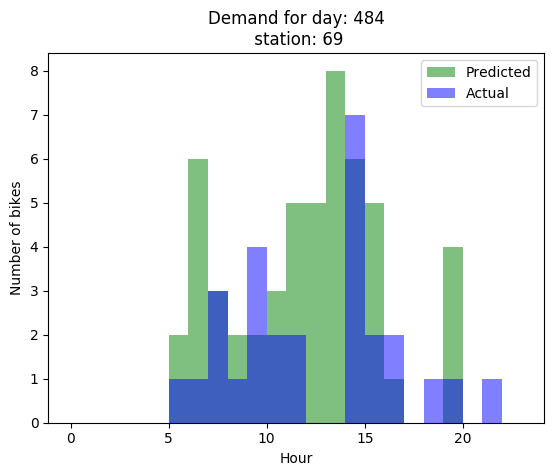 Demand for day: 484
station: 69
Predicted
Actual
Number of bikes
8
7
6
5
4
3
2
1
0
0 5 10 15 20
Hour